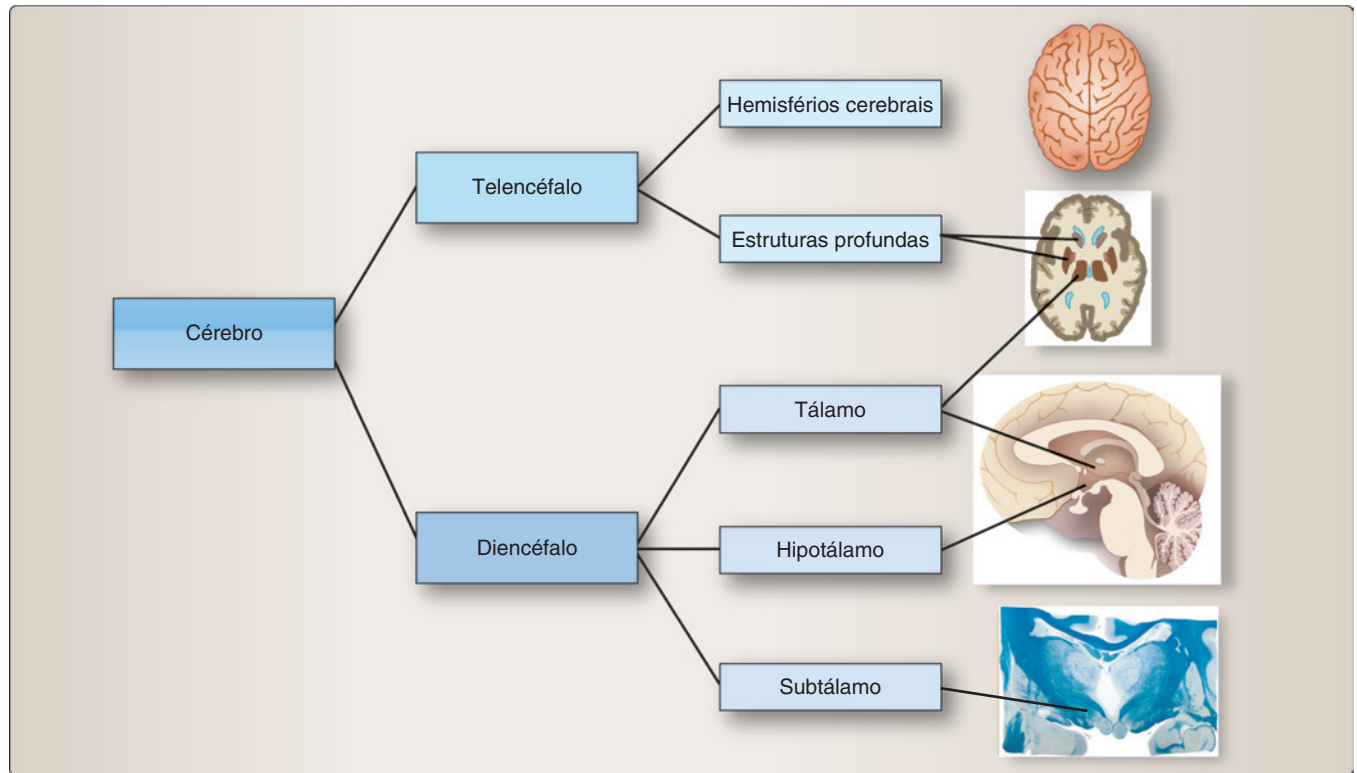 Hemisférios cerebrais
Telencéfalo
Estruturas profundas
Cérebro
Tálamo
Diencéfalo
Hipotálamo
Subtálamo